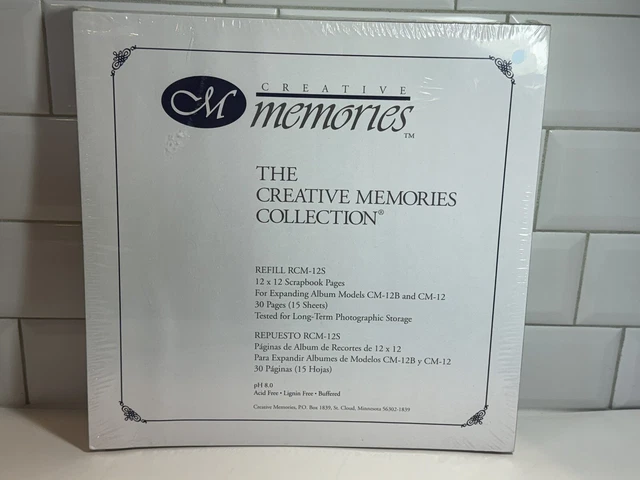 CM CREATIVE
memories™
THE
CREATIVE MEMORIES
COLLECTION®
REFILL RCM-12S
12 x 12 Scrapbook Pages
For Expanding Album Models CM-12B and CM-12
30 Pages (15 Sheets)
Tested for Long-Term Photographic Storage
REPUESTO RCM-12S
Páginas de Album de Recortes de 12 x 12
Para Expandir Albumes de Modelos CM-12B y CM-12
30 Páginas (15 Hojas)
pH 8.0
Acid Free • Lignin Free • Buffered
Creative Memories, P.O. Box 1839, St. Cloud, Minnesota 56302-1839